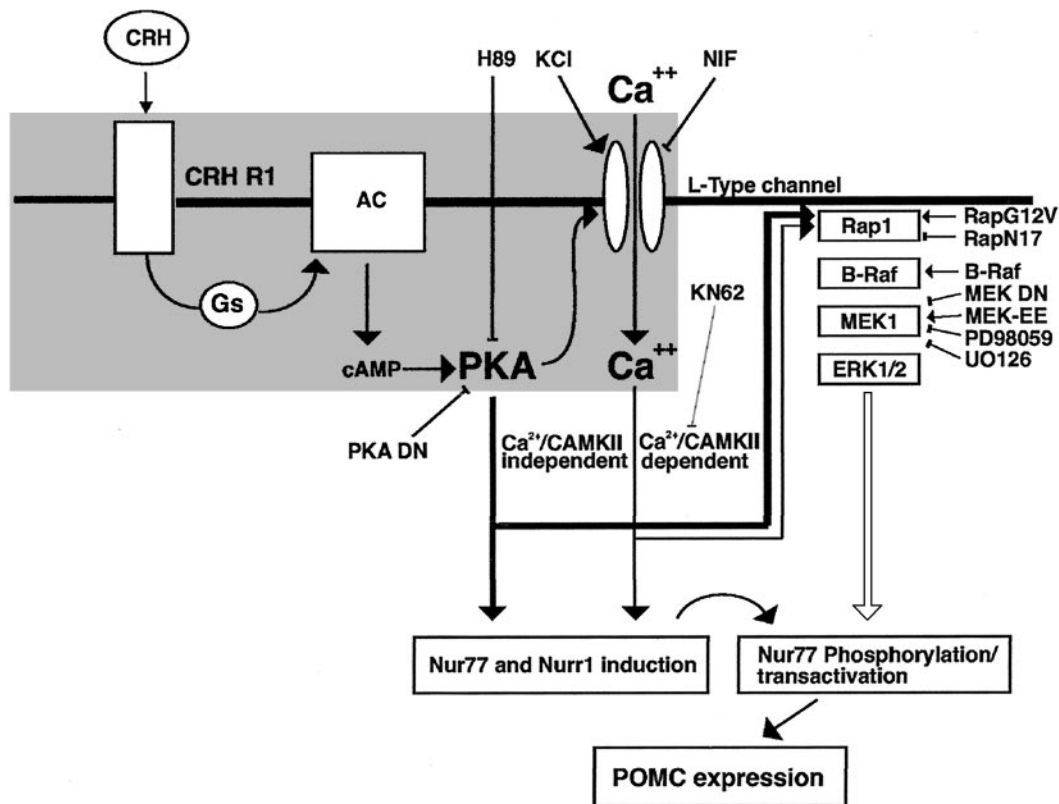 CRH
H89
KCl
Ca++
NIF
CRH R1
AC
L-Type channel
Rap1
RapG12V
RapN17
Gs
B-Raf
B-Raf
KN62
MEK DN
MEK1
MEK-EE
PD98059
UO126
cAMP
PKA
Ca++
ERK1/2
PKA DN
Ca2+/CAMKII
independent
Ca2+/CAMKII
dependent
Nur77 and Nurr1 induction
Nur77 Phosphorylation/
transactivation
POMC expression